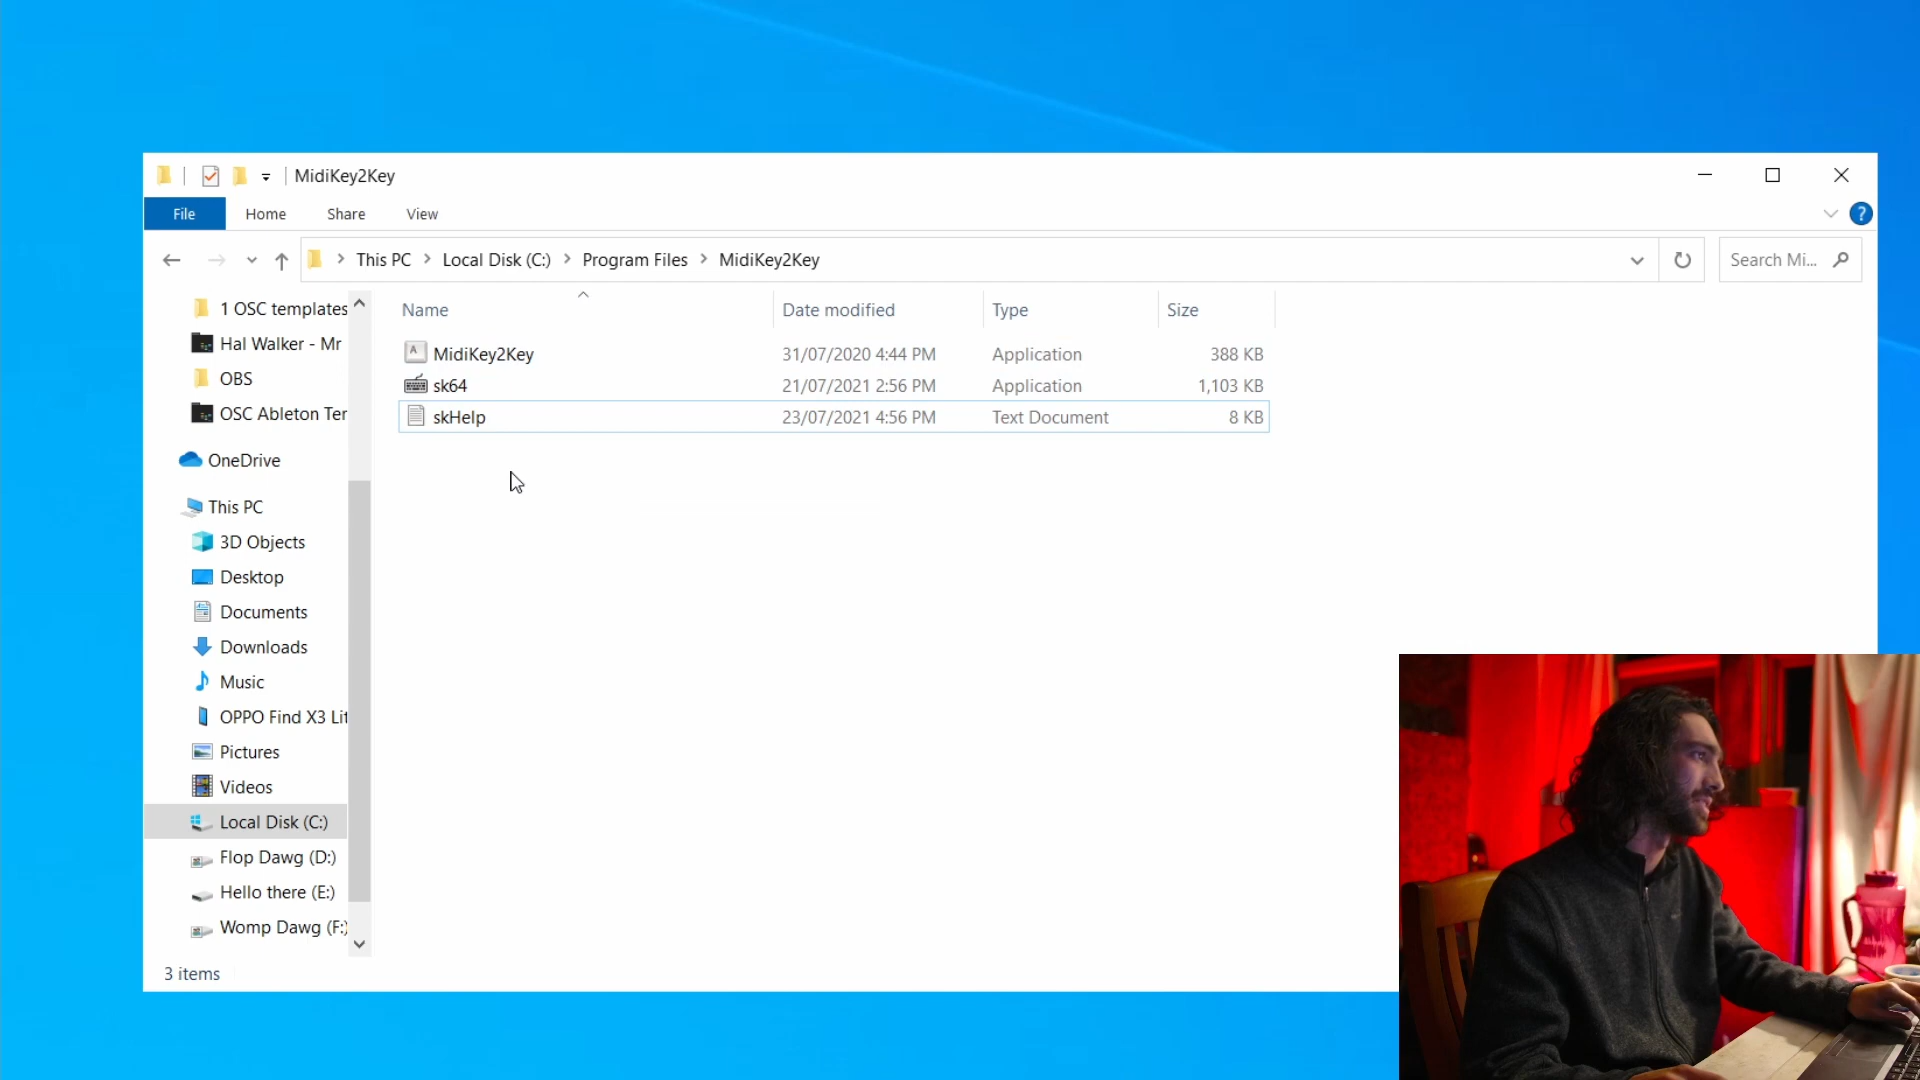 MidiKey2Key
File Home Share View
?
This PC Local Disk (C:) Program Files MidiKey2Key
Search Mi...
Name Date modified Type Size
MidiKey2Key 31/07/2020 4:44 PM Application 388 KB
sk64 21/07/2021 2:56 PM Application 1,103 KB
skHelp 23/07/2021 4:56 PM Text Document 8 KB
1 OSC templates
Hal Walker - Mr
OBS
OSC Ableton Ter
OneDrive
This PC
3D Objects
Desktop
Documents
Downloads
Music
OPPO Find X3 Lit
Pictures
Videos
Local Disk (C:)
Flop Dawg (D:)
Hello there (E:)
Womp Dawg (F:)
3 items